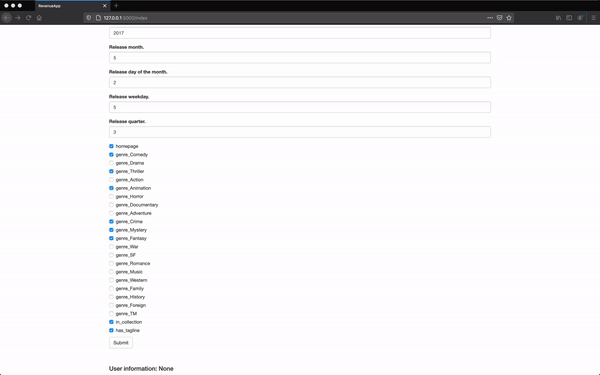 RevenueApp
127.0.0.1:5000/index
2017
Release month.
5
Release day of the month.
2
Release weekday.
5
Release quarter.
3
homepage
genre_Comedy
genre_Drama
genre_Thriller
genre_Action
genre_Animation
genre_Horror
genre_Documentary
genre_Adventure
genre_Crime
genre_Mystery
genre_Fantasy
genre_War
genre_SF
genre_Romance
genre_Music
genre_Western
genre_Family
genre_History
genre_Foreign
genre_TM
in_collection
has_tagline
Submit
User information: None